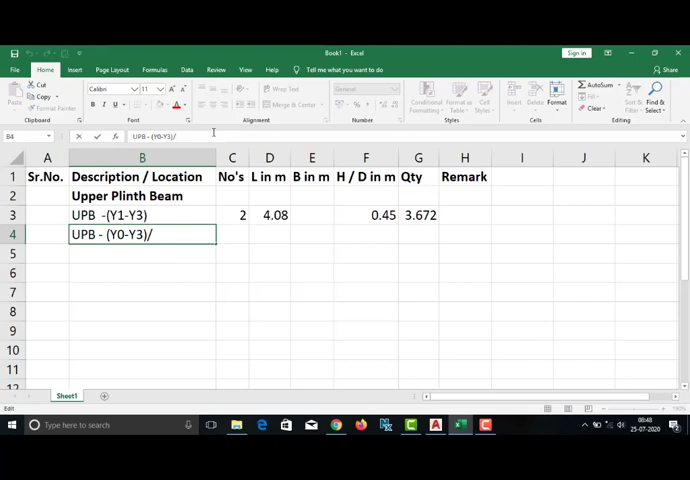 Book1 - Excel
Sign in
File Home Insert Page Layout Formulas Data Review View Help Tell me what you want to do Share
Cut
Copy
Format Painter
Paste
Clipboard
Calibri 11
B I U
Font
Wrap Text
Merge & Center
Alignment
Number
Conditional Formatting Format as Table Cell Styles
Styles
Insert Delete Format
Cells
AutoSum
Fill
Clear
Sort & Filter Find & Select
Editing
B4 fx UPB - (Y0-Y3)/
A B C D E F G H I J K
1 Sr.No. Description / Location No's L in m B in m H / D in m Qty Remark
2 Upper Plinth Beam
3 UPB -(Y1-Y3) 2 4.08 0.45 3.672
4 UPB - (Y0-Y3)/
5
6
7
8
9
10
11
12
Sheet1
Edit
Type here to search
08:48
25-07-2020
2